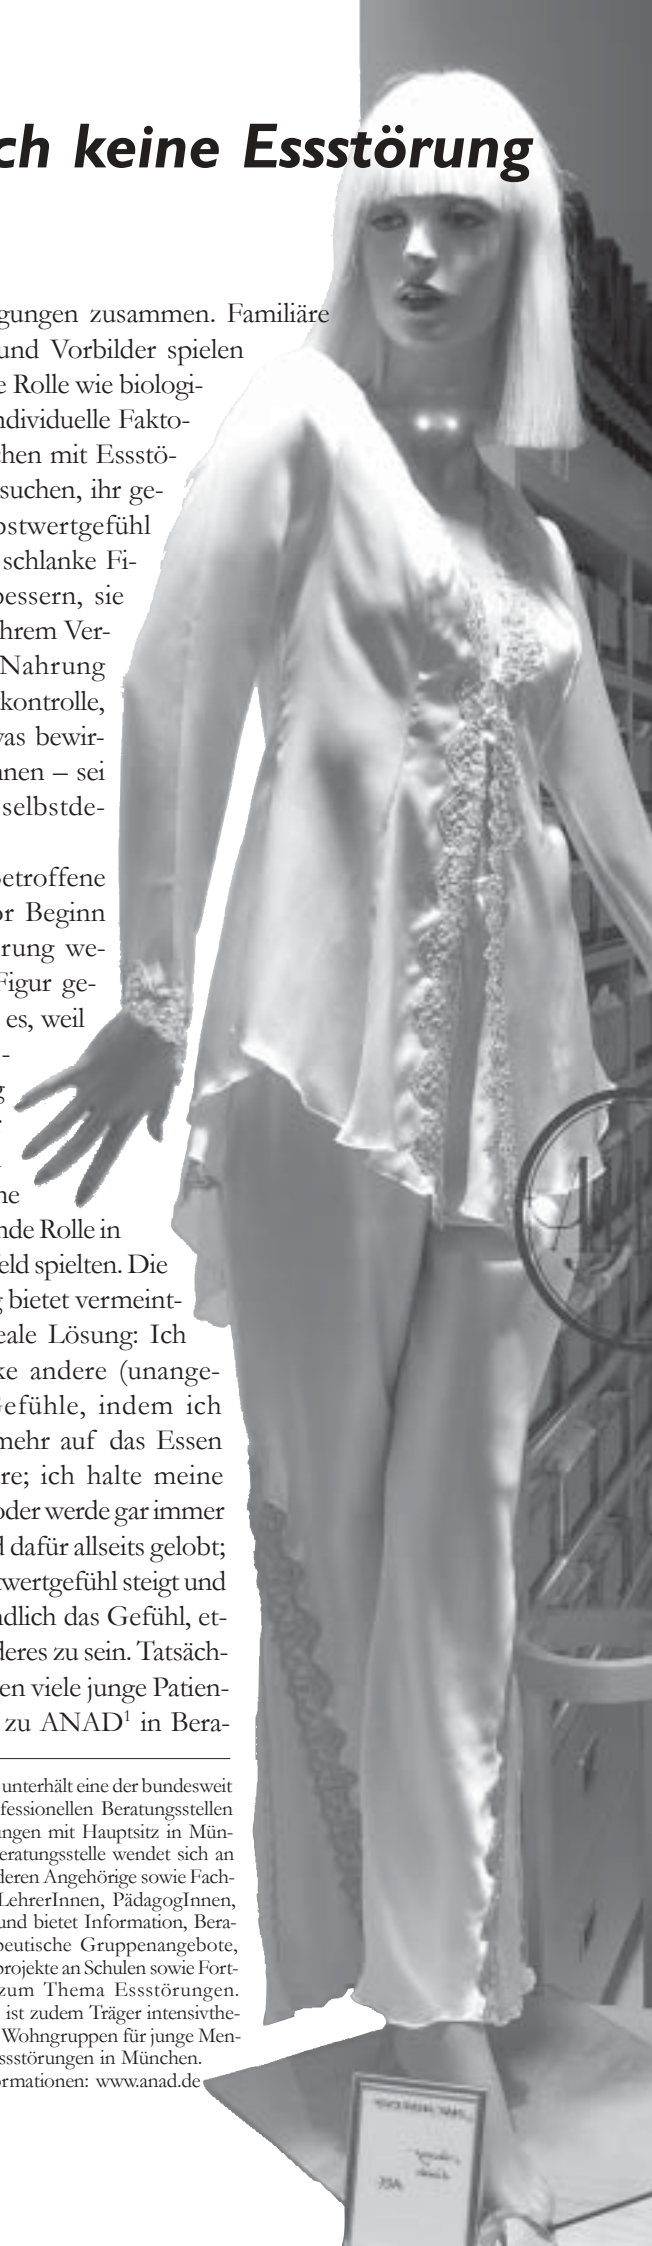 ch keine Essstörung
gungen zusammen. Familiäre
und Vorbilder spielen
e Rolle wie biologi-
ndividuelle Fakto-
chen mit Essstö-
suchen, ihr ge-
bstwertgefühl
schlanke Fi-
bessern, sie
hrem Ver-
Nahrung
kontrolle,
was bewir-
nnen – sei
selbstde-
Betroffene
or Beginn
rung we-
Figur ge-
es, weil
-
g
ne
nde Rolle in
eld spielten. Die
g bietet vermeint-
eale Lösung: Ich
ke andere (unange-
Gefühle, indem ich
mehr auf das Essen
re; ich halte meine
oder werde gar immer
d dafür allseits gelobt;
twertgefühl steigt und
ndlich das Gefühl, et-
deres zu sein. Tatsäch-
en viele junge Patien-
zu ANAD¹ in Bera-
unterhält eine der bundesweit
fessionellen Beratungsstellen
ungen mit Hauptsitz in Mün-
eratungsstelle wendet sich an
deren Angehörige sowie Fach-
LehrerInnen, PädagogInnen,
und bietet Information, Bera-
peutische Gruppenangebote,
projekte an Schulen sowie Fort-
zum Thema Essstörungen.
ist zudem Träger intensivthe-
Wohngruppen für junge Men-
ssstörungen in München.
ormationen: www.anad.de